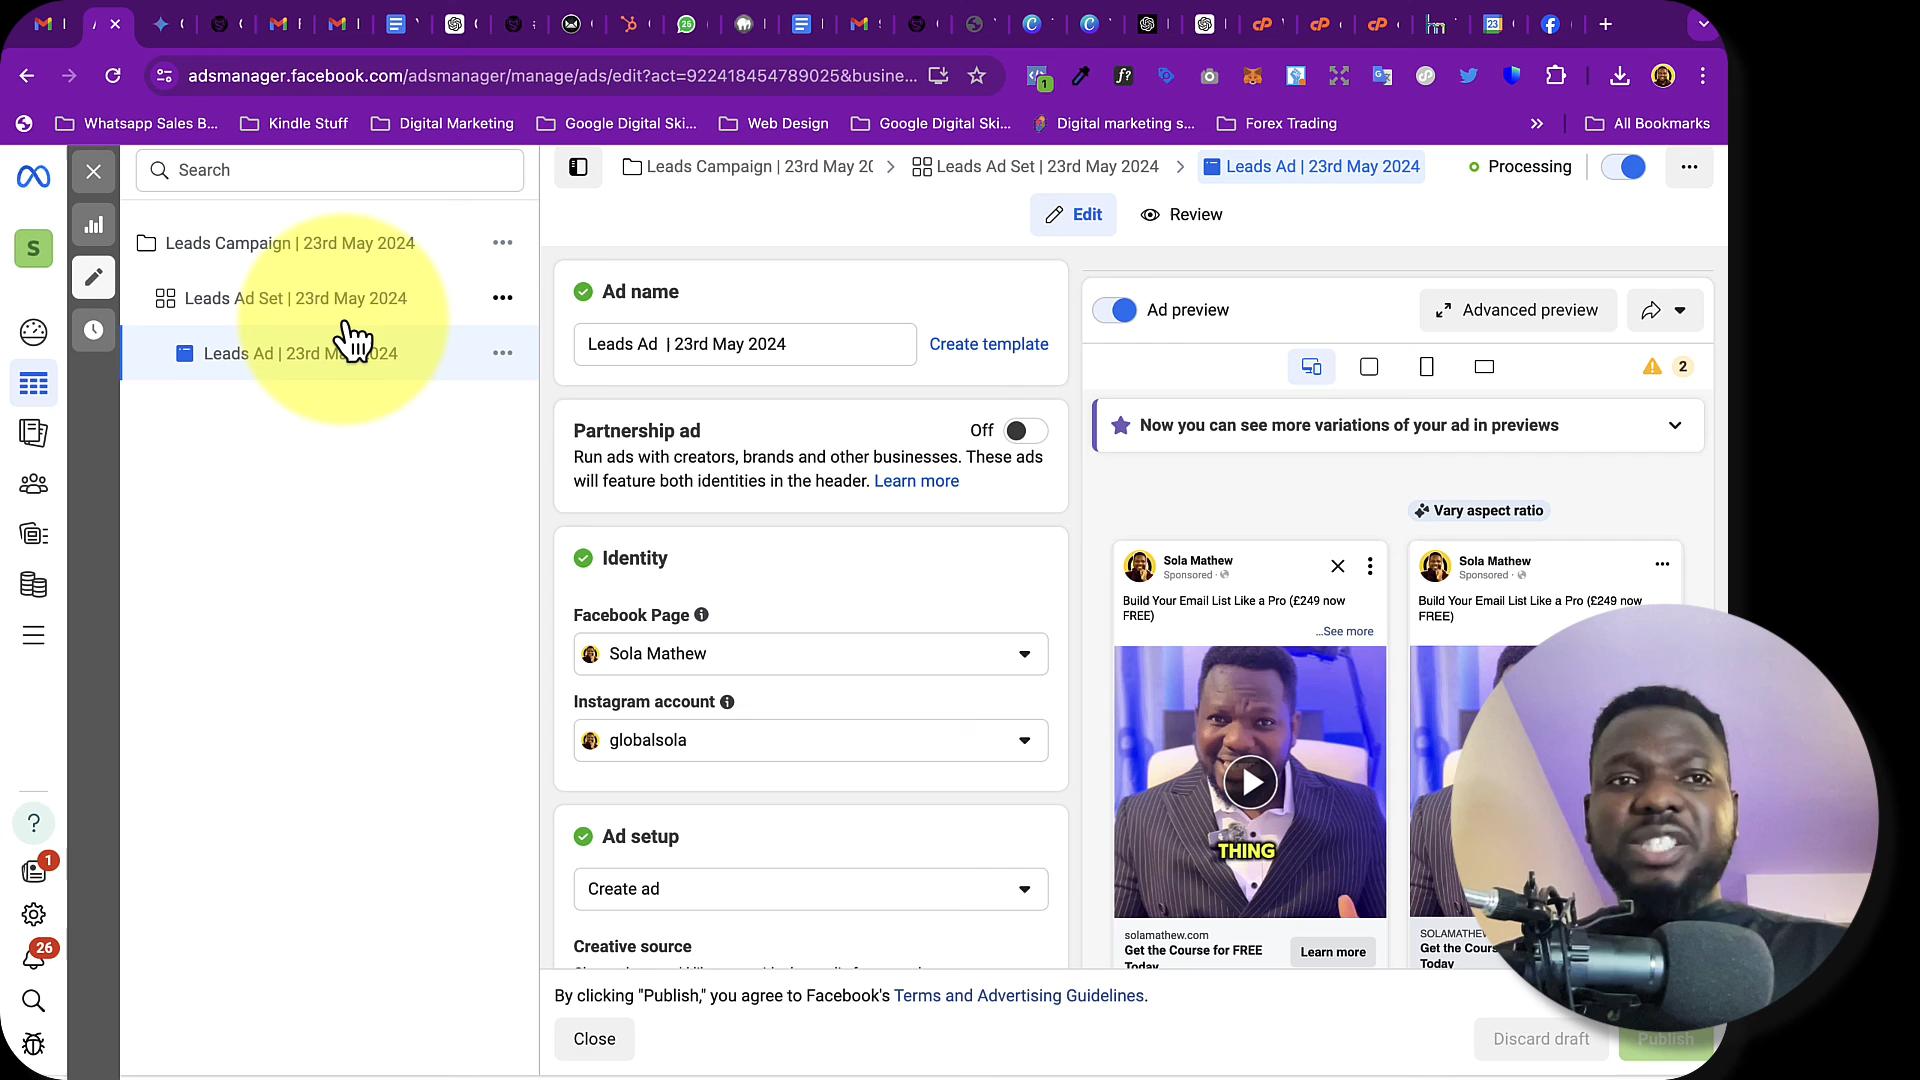 adsmanager.facebook.com/adsmanager/manage/ads/edit?act=922418454789025&busine...
1
Whatsapp Sales B...
Kindle Stuff
Digital Marketing
Google Digital Ski...
Web Design
Google Digital Ski...
Digital marketing s...
Forex Trading
All Bookmarks
Search
Leads Campaign | 23rd May 20
Leads Ad Set | 23rd May 2024
Leads Ad | 23rd May 2024
Processing
Edit
Review
S
Leads Campaign | 23rd May 2024
Leads Ad Set | 23rd May 2024
Leads Ad | 23rd May 2024
Ad name
Leads Ad | 23rd May 2024
Create template
Partnership ad
Off
Run ads with creators, brands and other businesses. These ads
will feature both identities in the header. Learn more
Identity
Facebook Page
Sola Mathew
Instagram account
globalsola
Ad setup
Create ad
Creative source
Ad preview
Advanced preview
2
Now you can see more variations of your ad in previews
Vary aspect ratio
Sola Mathew
Sponsored ·
Build Your Email List Like a Pro (£249 now
FREE)
...See more
THING
solamathew.com
Get the Course for FREE
Today
Learn more
Sola Mathew
Sponsored ·
Build Your Email List Like a Pro (£249 now
FREE)
Get the
Today
?
1
26
By clicking "Publish," you agree to Facebook's Terms and Advertising Guidelines.
Close
Discard draft
Publish